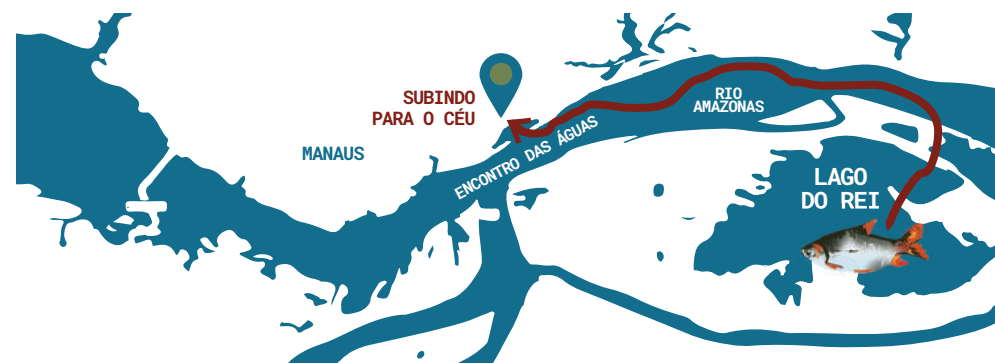 SUBINDO
PARA O CÉU
MANAUS
ENCONTRO DAS ÁGUAS
RIO
AMAZONAS
LAGO
DO REI